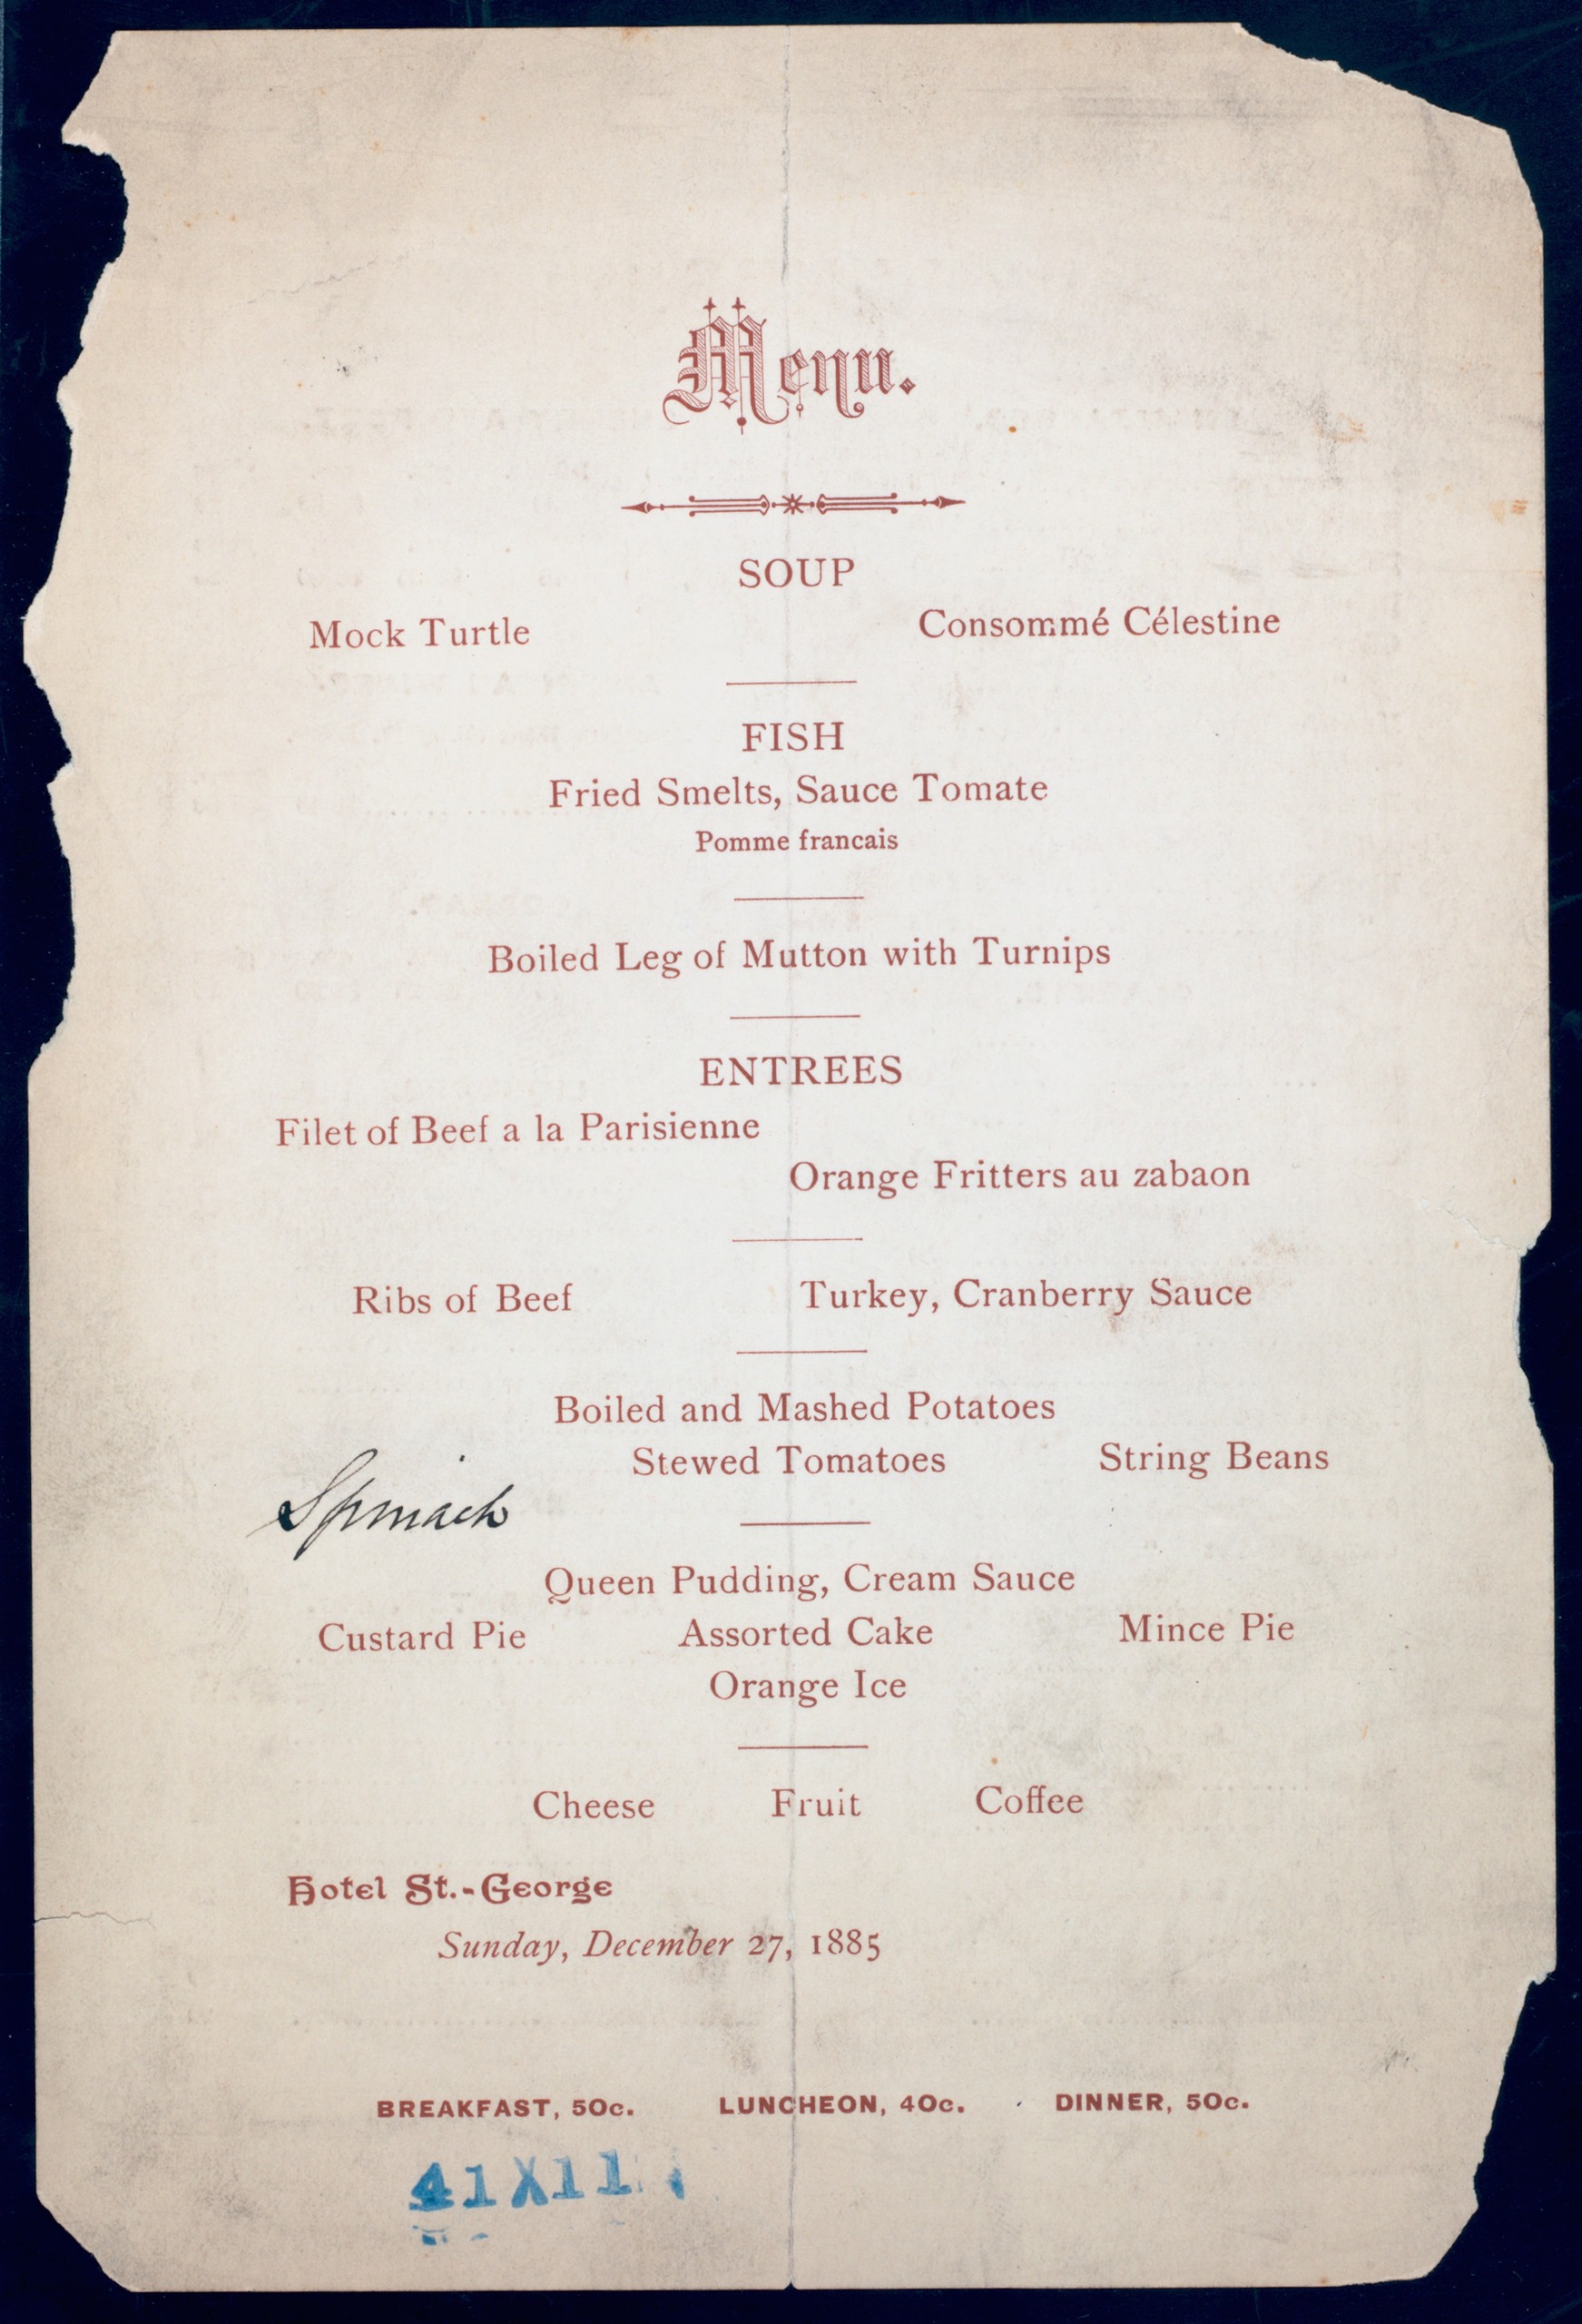 Menu.
SOUP
Mock Turtle Consommé Célestine
FISH
Fried Smelts, Sauce Tomate
Pomme francais
Boiled Leg of Mutton with Turnips
ENTREES
Filet of Beef a la Parisienne
Orange Fritters au zabaon
Ribs of Beef Turkey, Cranberry Sauce
Boiled and Mashed Potatoes
Stewed Tomatoes String Beans
Spinach
Queen Pudding, Cream Sauce
Custard Pie Assorted Cake Mince Pie
Orange Ice
Cheese Fruit Coffee
Hotel St.-George
Sunday, December 27, 1885
BREAKFAST, 50c. LUNCHEON, 40c. DINNER, 50c.
41X11